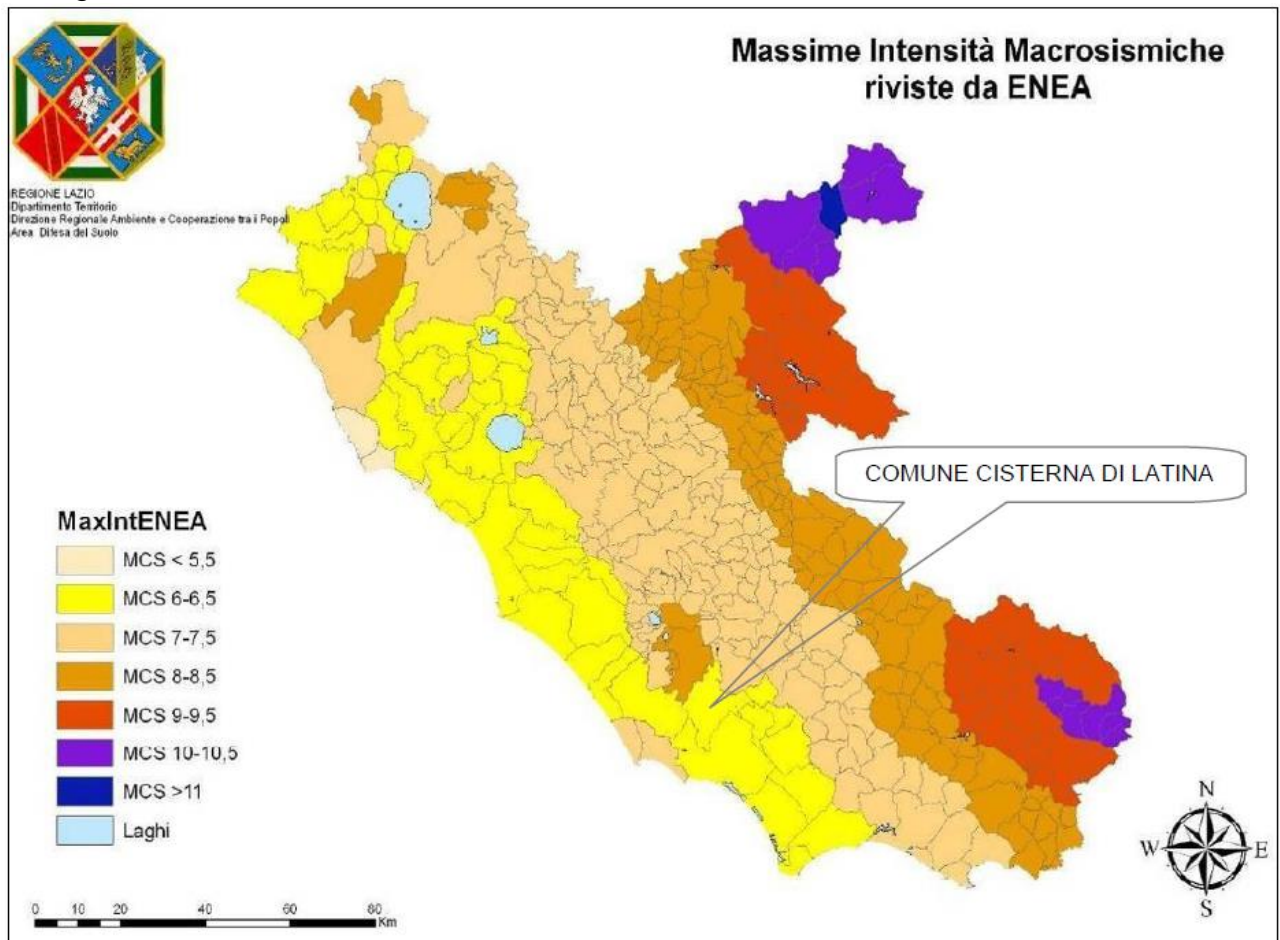 Massime Intensità Macrosismiche
riviste da ENEA
REGIONE LAZIO
Dipartimento Territorio
Direzione Regionale Ambiente e Cooperazione tra i Popoli
Area Difesa del Suolo
COMUNE CISTERNA DI LATINA
MaxIntENEA
MCS < 5,5
MCS 6-6,5
MCS 7-7,5
MCS 8-8,5
MCS 9-9,5
MCS 10-10,5
MCS >11
Laghi
N
W E
S
0 10 20 40 60 80
Km